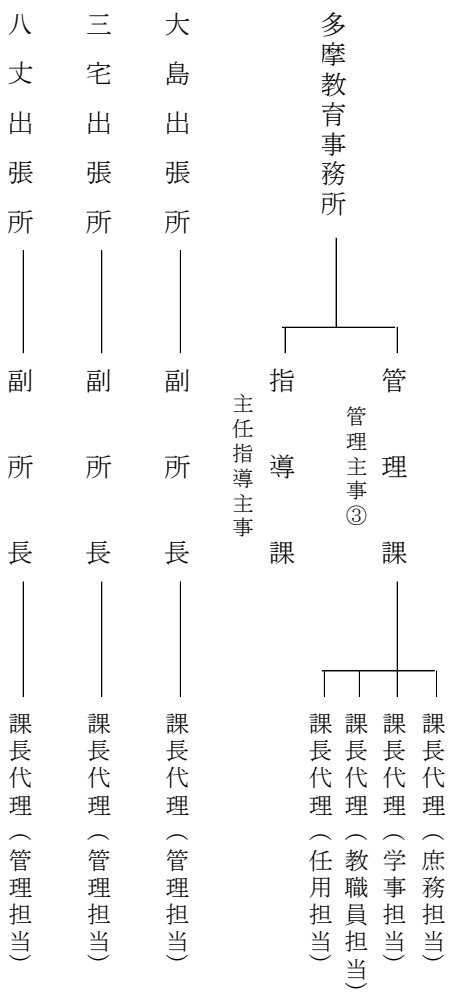 多摩教育事務所
管理課
管理主事③
課長代理（庶務担当）
課長代理（学事担当）
課長代理（教職員担当）
課長代理（任用担当）
指導課
主任指導主事
大島出張所
副所長
課長代理（管理担当）
三宅出張所
副所長
課長代理（管理担当）
八丈出張所
副所長
課長代理（管理担当）